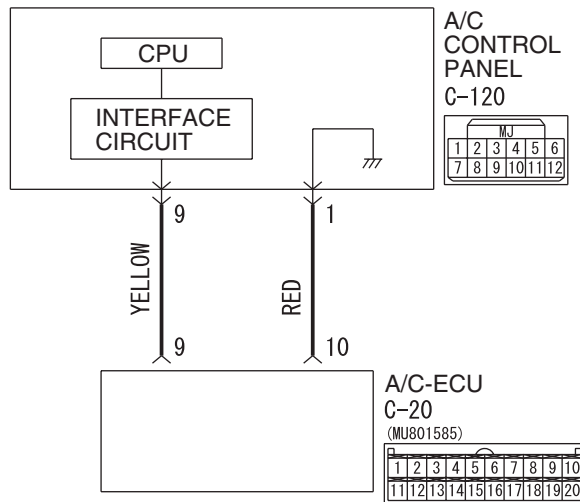 A/C
CONTROL
PANEL
C-120
CPU
INTERFACE
CIRCUIT
MJ
1 2 3 4 5 6
7 8 9 10 11 12
9 1
YELLOW
RED
9 10
A/C-ECU
C-20
(MU801585)
1 2 3 4 5 6 7 8 9 10
11 12 13 14 15 16 17 18 19 20